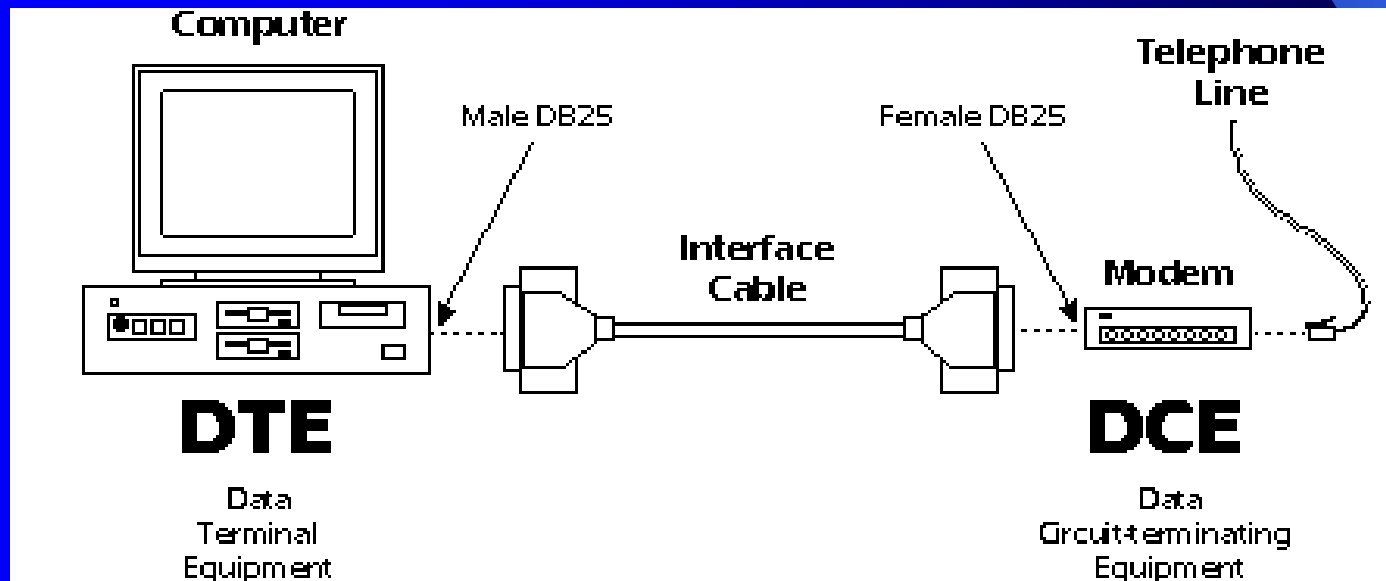 Computer
Telephone
Line
Male DB25
Female DB25
Interface
Cable
Modem
DTE
DCE
Data
Terminal
Equipment
Data
Circuit-terminating
Equipment